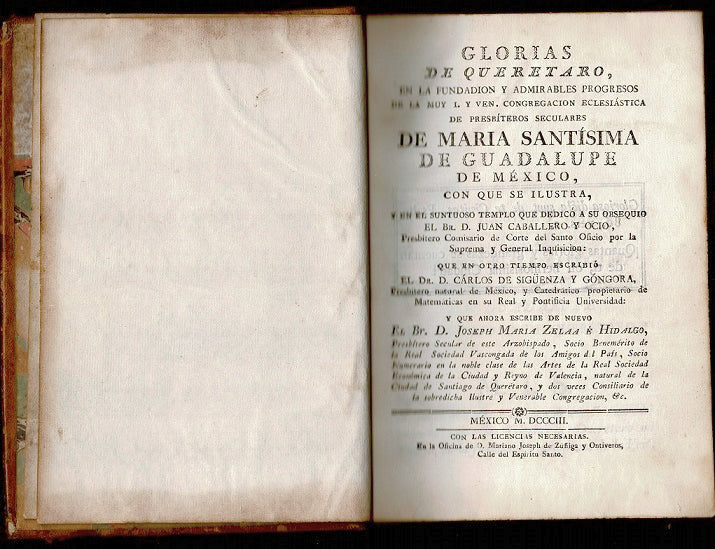 GLORIAS
DE QUERETARO,
EN LA FUNDADION Y ADMIRABLES PROGRESOS
DE LA MUY I. Y VEN. CONGREGACION ECLESIÁSTICA
DE PRESBÍTEROS SECULARES
DE MARIA SANTÍSIMA
DE GUADALUPE
DE MÉXICO,
CON QUE SE ILUSTRA,
Y EN EL SUNTUOSO TEMPLO QUE DEDICÓ A SU OBSEQUIO
EL BR. D. JUAN CABALLERO Y OCIO,
Presbítero Comisario de Corte del Santo Oficio por la
Suprema y General Inquisicion:
QUE EN OTRO TIEMPO ESCRIBIÓ
EL DR. D. CÁRLOS DE SIGÜENZA Y GÓNGORA,
Presbítero natural de México, y Catedrático propietario de
Matemáticas en su Real y Pontificia Universidad:
Y QUE AHORA ESCRIBE DE NUEVO
EL BR. D. JOSEPH MARIA ZELAA É HIDALGO,
Presbítero Secular de este Arzobispado, Socio Benemérito de
la Real Sociedad Vascongada de los Amigos d.l País, Socio
Numerario en la noble clase de las Artes de la Real Sociedad
Económica de la Ciudad y Reyno de Valencia, natural de la
Ciudad de Santiago de Querétaro, y dos veces Consiliario de
la sobredicha Ilustre y Venerable Congregacion, &c.
MÉXICO M. DCCCIII.
CON LAS LICENCIAS NECESARIAS.
En la Oficina de D. Mariano Joseph de Zúñiga y Ontiveros,
Calle del Espíritu Santo.